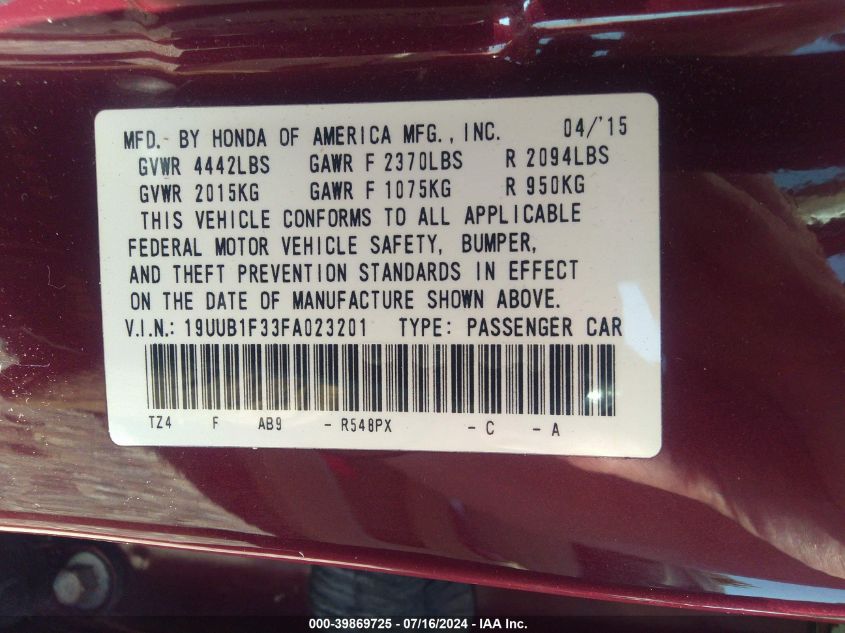 MFD. BY HONDA OF AMERICA MFG., INC. 04/'15
GVWR 4442LBS GAWR F 2370LBS R 2094LBS
GVWR 2015KG GAWR F 1075KG R 950KG
THIS VEHICLE CONFORMS TO ALL APPLICABLE
FEDERAL MOTOR VEHICLE SAFETY, BUMPER,
AND THEFT PREVENTION STANDARDS IN EFFECT
ON THE DATE OF MANUFACTURE SHOWN ABOVE.
V.I.N.: 19UUB1F33FA023201 TYPE: PASSENGER CAR
TZ4 F AB9 - R548PX - C - A
000-39869725 - 07/16/2024 - IAA Inc.